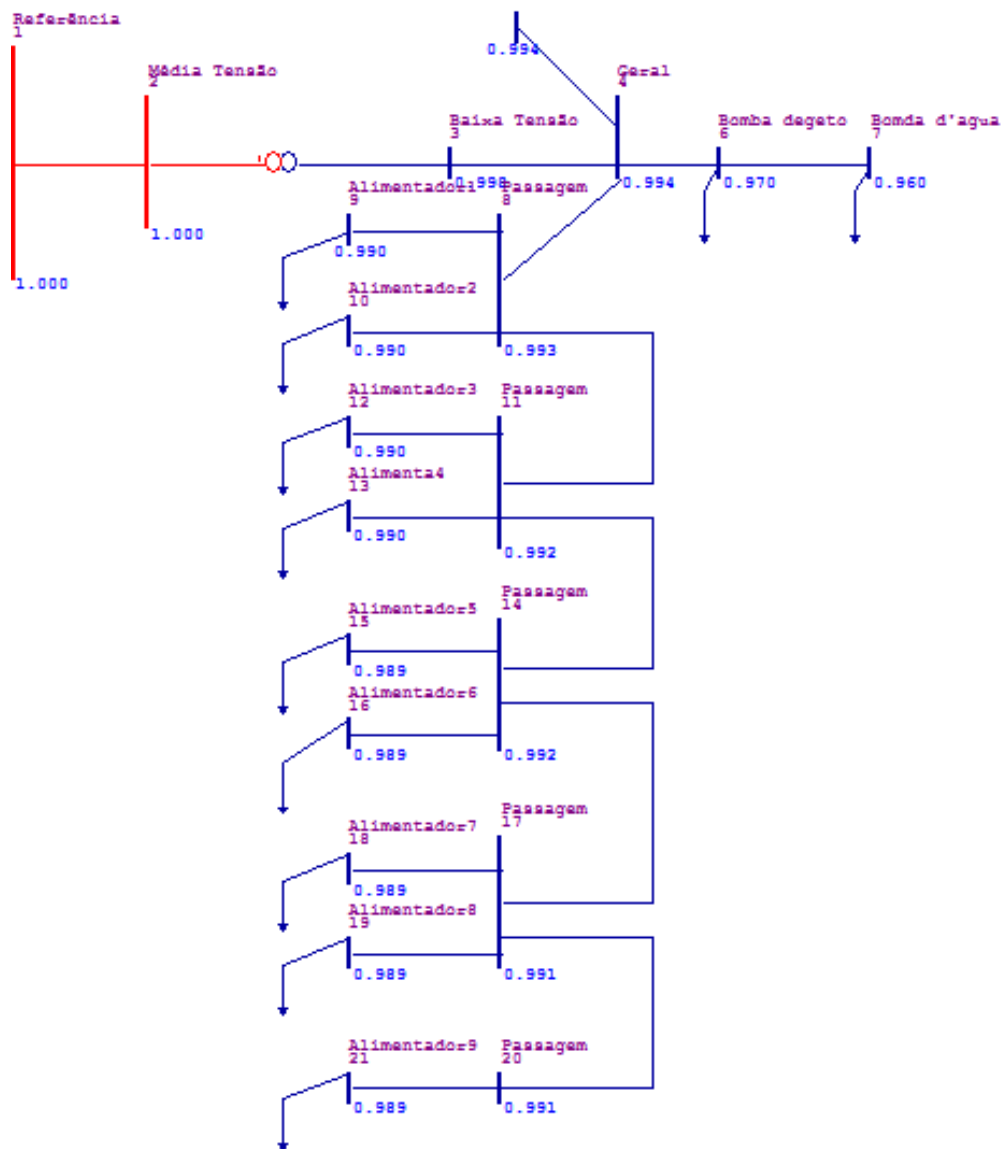 Referência
1
0.994
Média Tensão
2
Geral
4
Baixa Tensão
3
Bomba degeto
6
Bomda d'agua
7
0.998
0.994
0.970
0.960
Alimentador1
9
Passagem
8
1.000
0.990
1.000
Alimentador2
10
0.990
0.993
Alimentador3
12
Passagem
11
0.990
Alimenta4
13
0.990
0.992
Passagem
14
Alimentador5
15
0.989
Alimentador6
16
0.989
0.992
Passagem
17
Alimentador7
18
0.989
Alimentador8
19
0.989
0.991
Alimentador9
21
Passagem
20
0.989
0.991